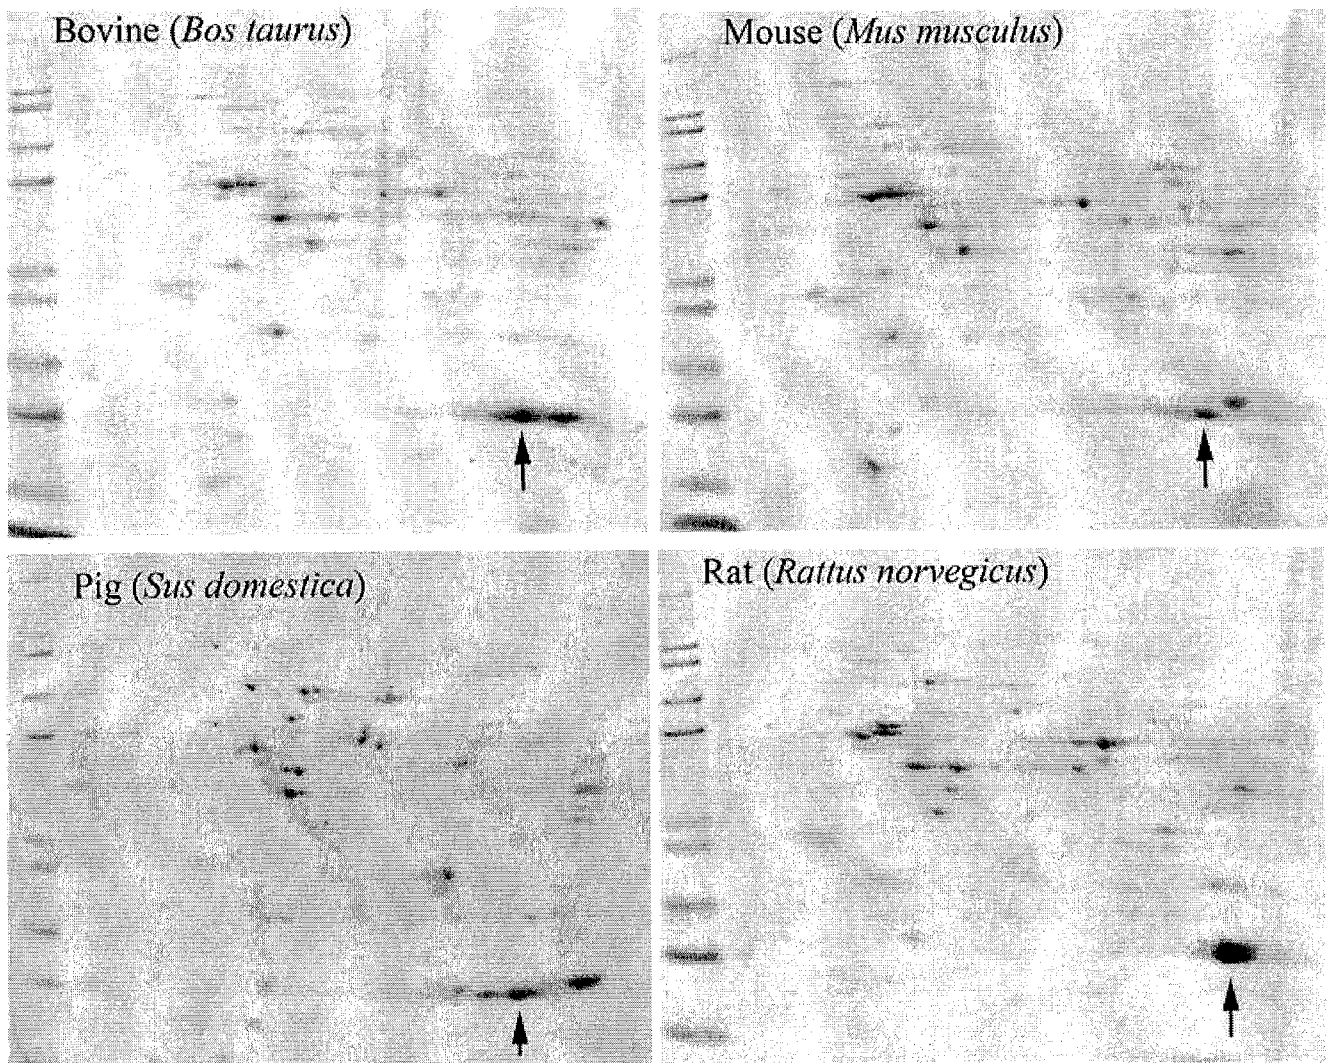 Bovine (Bos taurus)
Mouse (Mus musculus)
Pig (Sus domestica)
Rat (Rattus norvegicus)